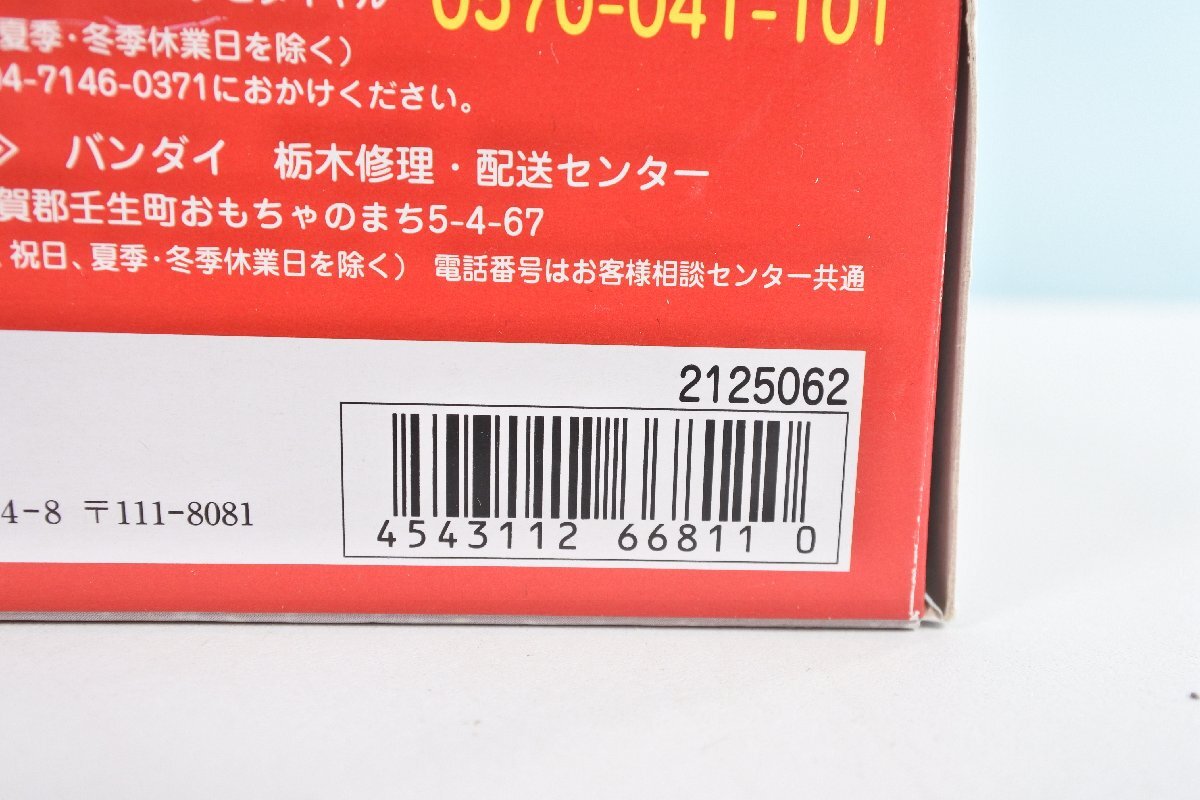 0570-041-101
夏季・冬季休業日を除く）
04-7146-0371におかけください。
バンダイ 栃木修理・配送センター
賀郡壬生町おもちゃのまち5-4-67
祝日、夏季・冬季休業日を除く） 電話番号はお客様相談センター共通
2125062
4-8 〒111-8081
4543112 668110